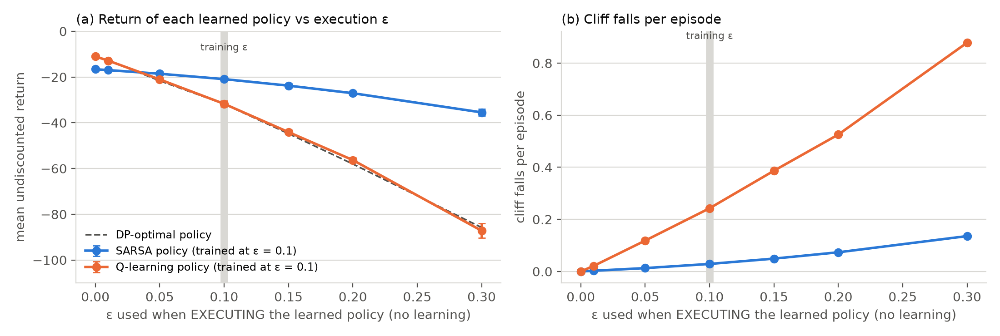 (a) Return of each learned policy vs execution ε
0
−20
−40
−60
−80
−100
mean undiscounted return
training ε
DP-optimal policy
SARSA policy (trained at ε = 0.1)
Q-learning policy (trained at ε = 0.1)
0.00 0.05 0.10 0.15 0.20 0.25 0.30
ε used when EXECUTING the learned policy (no learning)
(b) Cliff falls per episode
training ε
0.8
0.6
0.4
0.2
0.0
cliff falls per episode
0.00 0.05 0.10 0.15 0.20 0.25 0.30
ε used when EXECUTING the learned policy (no learning)